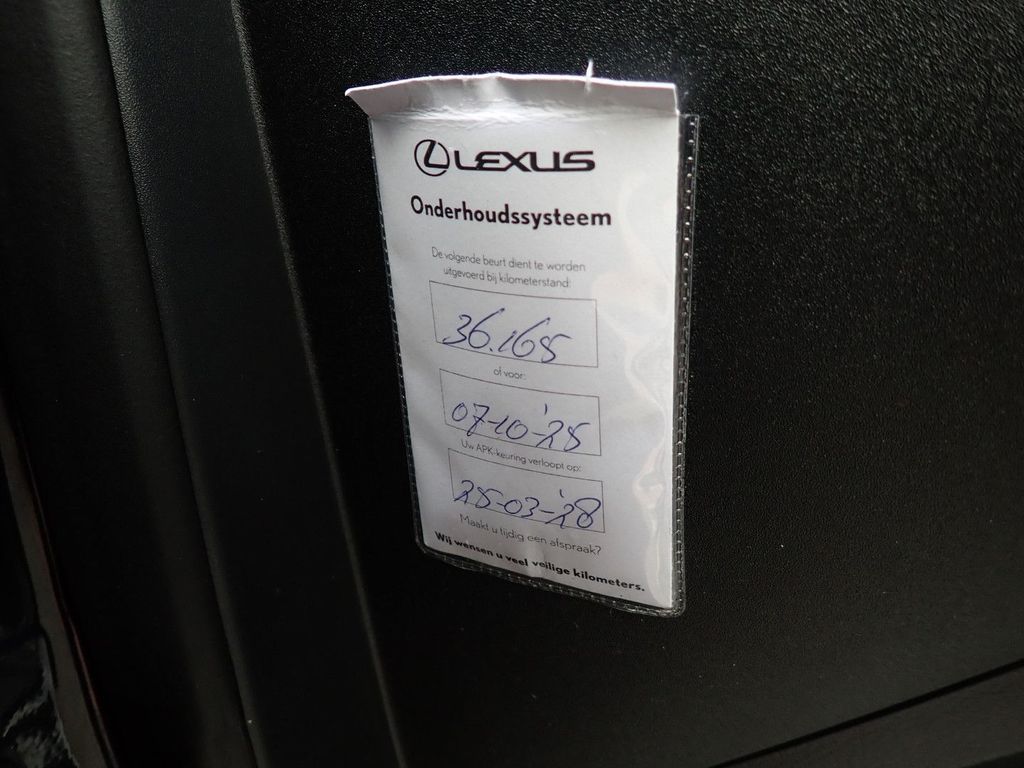 LEXUS
Onderhoudssysteem
De volgende beurt dient te worden
uitgevoerd bij kilometerstand:
36.165
of voor:
07-10-'25
Uw APK-keuring verloopt op:
25-03-'28
Maakt u tijdig een afspraak?
Wij wensen u veel veilige kilometers.